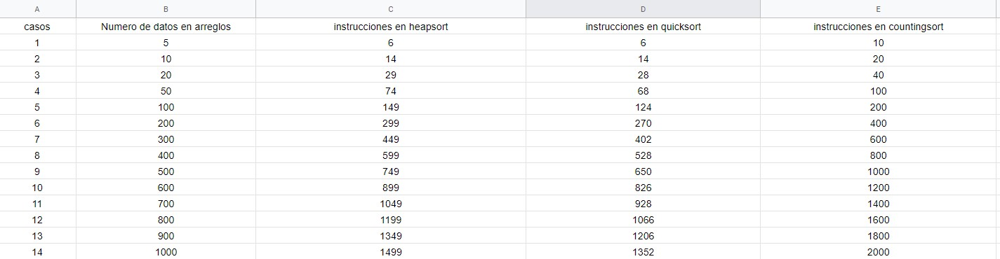 A B C D E
casos Numero de datos en arreglos instrucciones en heapsort instrucciones en quicksort instrucciones en countingsort
1 5 6 6 10
2 10 14 14 20
3 20 29 28 40
4 50 74 68 100
5 100 149 124 200
6 200 299 270 400
7 300 449 402 600
8 400 599 528 800
9 500 749 650 1000
10 600 899 826 1200
11 700 1049 928 1400
12 800 1199 1066 1600
13 900 1349 1206 1800
14 1000 1499 1352 2000